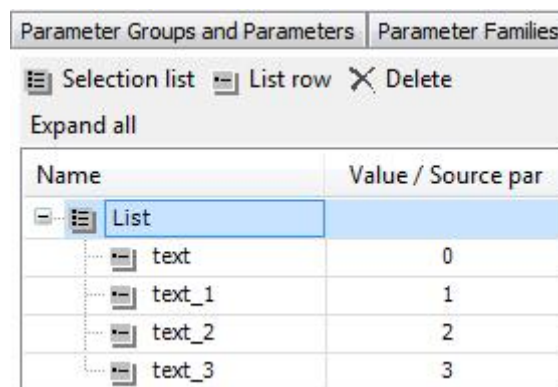 Parameter Groups and Parameters Parameter Families
Selection list List row Delete
Expand all
Name Value / Source par
List
text 0
text_1 1
text_2 2
text_3 3